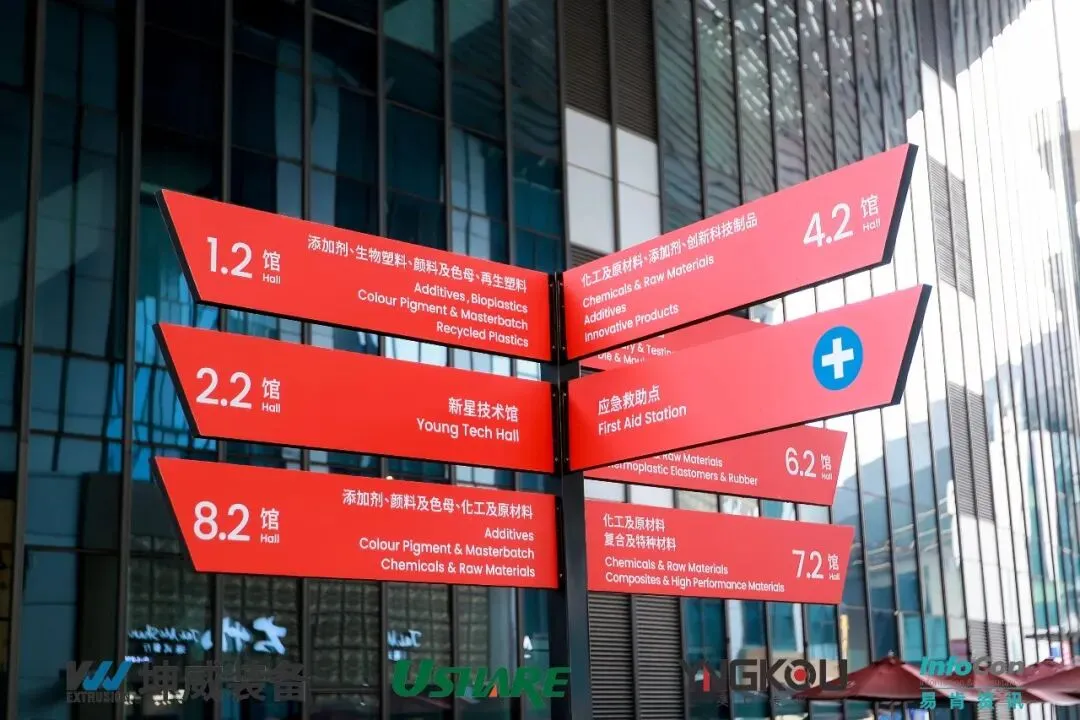 1.2 馆
Hall
添加剂、生物塑料、颜料及色母、再生塑料
Additives, Bioplastics
Colour Pigment & Masterbatch
Recycled Plastics
2.2 馆
Hall
新星技术馆
Young Tech Hall
8.2 馆
Hall
添加剂、颜料及色母、化工及原材料
Additives
Colour Pigment & Masterbatch
Chemicals & Raw Materials
4.2 馆
Hall
化工及原材料、添加剂、创新科技制品
Chemicals & Raw Materials
Additives
Innovative Products
应急救助点
First Aid Station
Raw Materials
Thermoplastic Elastomers & Rubber
6.2 馆
Hall
化工及原材料
复合及特种材料
Chemicals & Raw Materials
Composites & High Performance Materials
7.2 馆
Hall
EXTRUSION
坤威装备
USHARE
YINGKOU
InfoCon
易肯资讯